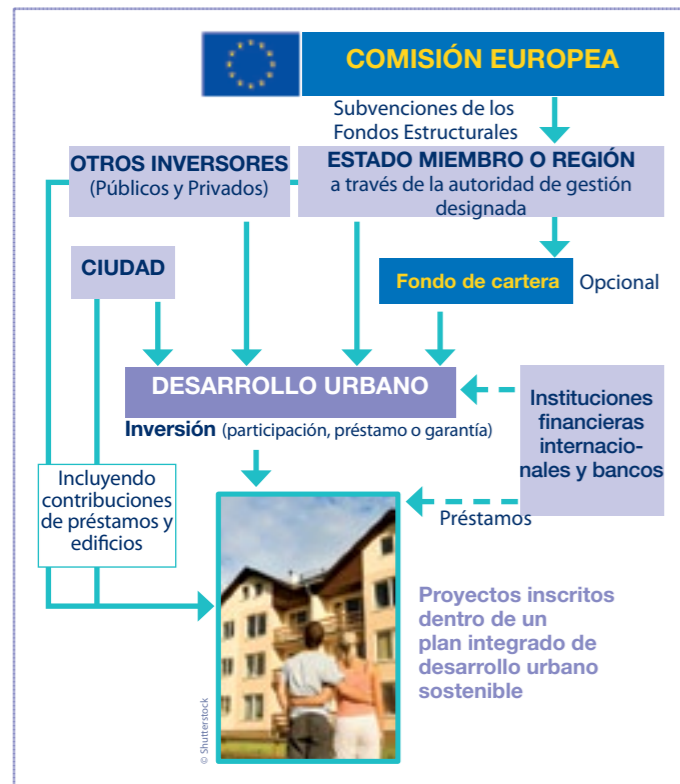 COMISIÓN EUROPEA
Subvenciones de los
Fondos Estructurales
OTROS INVERSORES
(Públicos y Privados)
ESTADO MIEMBRO O REGIÓN
a través de la autoridad de gestión
designada
CIUDAD
Fondo de cartera
Opcional
DESARROLLO URBANO
Inversión (participación, préstamo o garantía)
Instituciones
financieras
internacio-
nales y bancos
Incluyendo
contribuciones
de préstamos y
edificios
Préstamos
Proyectos inscritos
dentro de un
plan integrado de
desarrollo urbano
sostenible
© Shutterstock